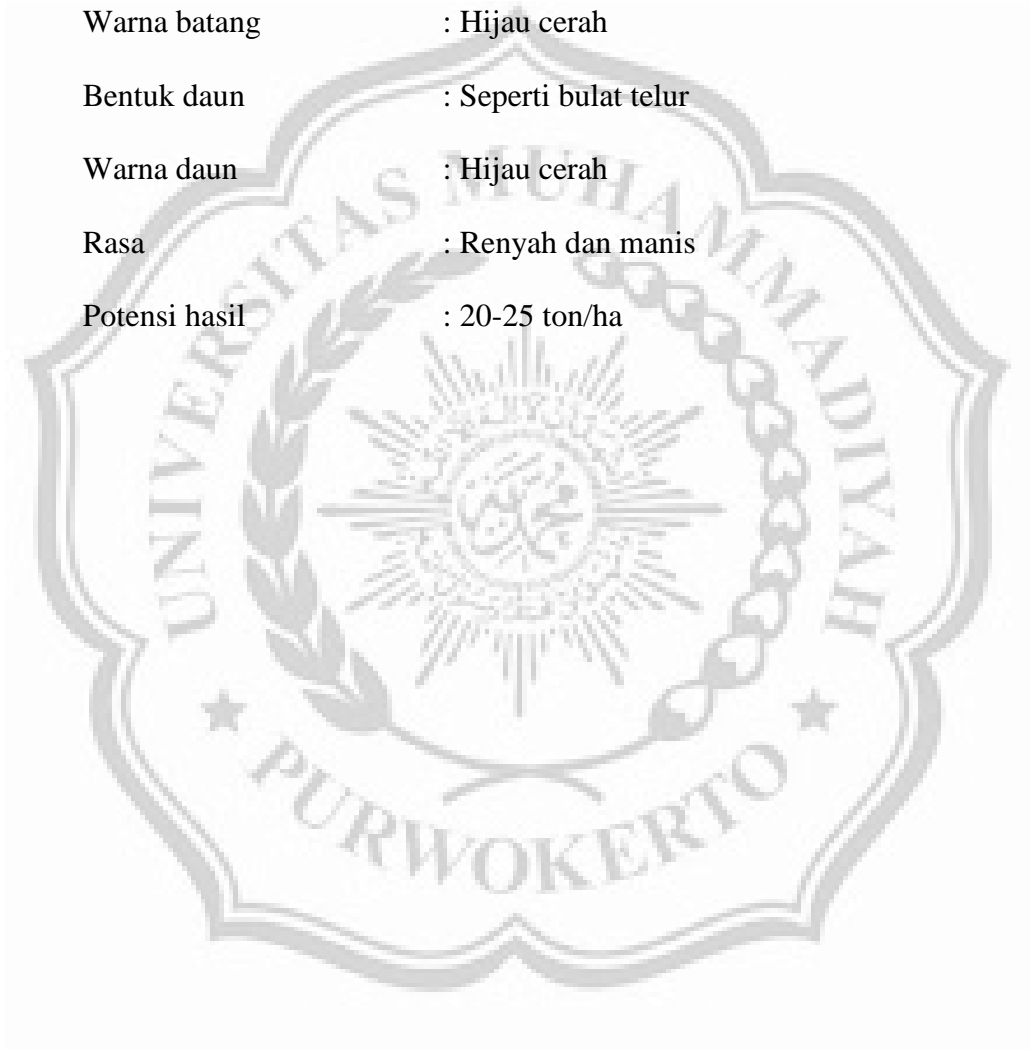 Warna batang : Hijau cerah
Bentuk daun : Seperti bulat telur
Warna daun : Hijau cerah
Rasa : Renyah dan manis
Potensi hasil : 20-25 ton/ha
UNIVERSITAS MUHAMMADIYAH
PURWOKERTO